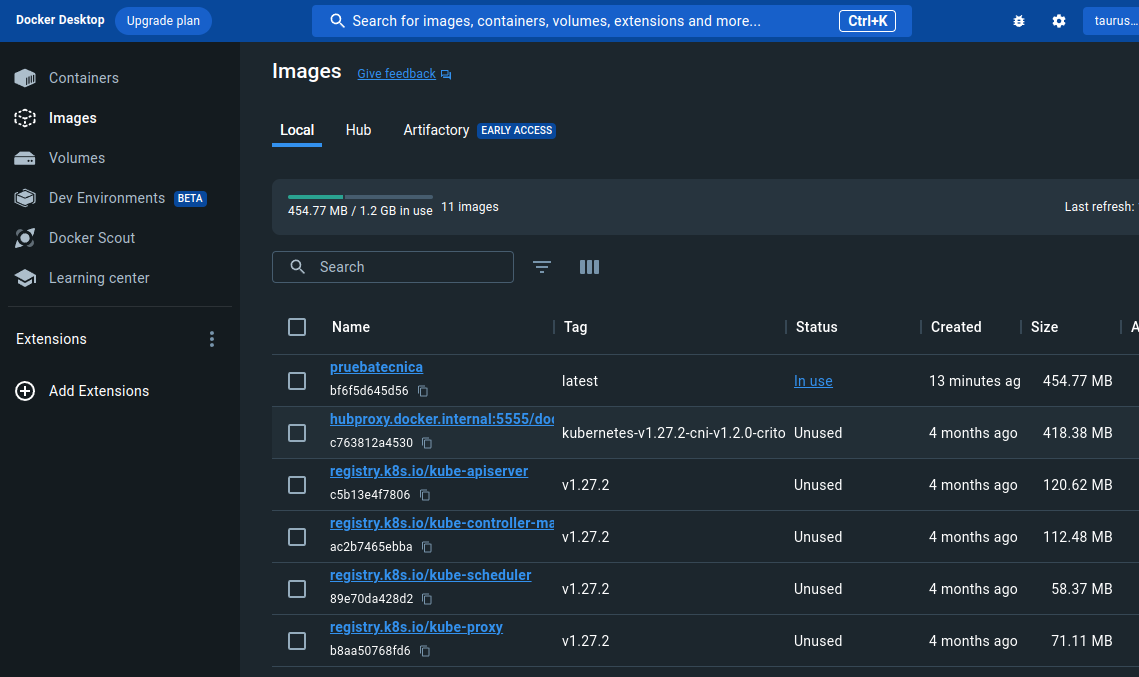 Docker Desktop Upgrade plan Search for images, containers, volumes, extensions and more... Ctrl+K taurus...
Containers
Images
Volumes
Dev Environments BETA
Docker Scout
Learning center
Extensions
Add Extensions
Images Give feedback
Local Hub Artifactory EARLY ACCESS
454.77 MB / 1.2 GB in use 11 images Last refresh:
Search
Name Tag Status Created Size A
pruebatecnica
bf6f5d645d56 latest In use 13 minutes ag 454.77 MB
hubproxy.docker.internal:5555/doc
c763812a4530 kubernetes-v1.27.2-cni-v1.2.0-crito Unused 4 months ago 418.38 MB
registry.k8s.io/kube-apiserver
c5b13e4f7806 v1.27.2 Unused 4 months ago 120.62 MB
registry.k8s.io/kube-controller-ma
ac2b7465ebba v1.27.2 Unused 4 months ago 112.48 MB
registry.k8s.io/kube-scheduler
89e70da428d2 v1.27.2 Unused 4 months ago 58.37 MB
registry.k8s.io/kube-proxy
b8aa50768fd6 v1.27.2 Unused 4 months ago 71.11 MB